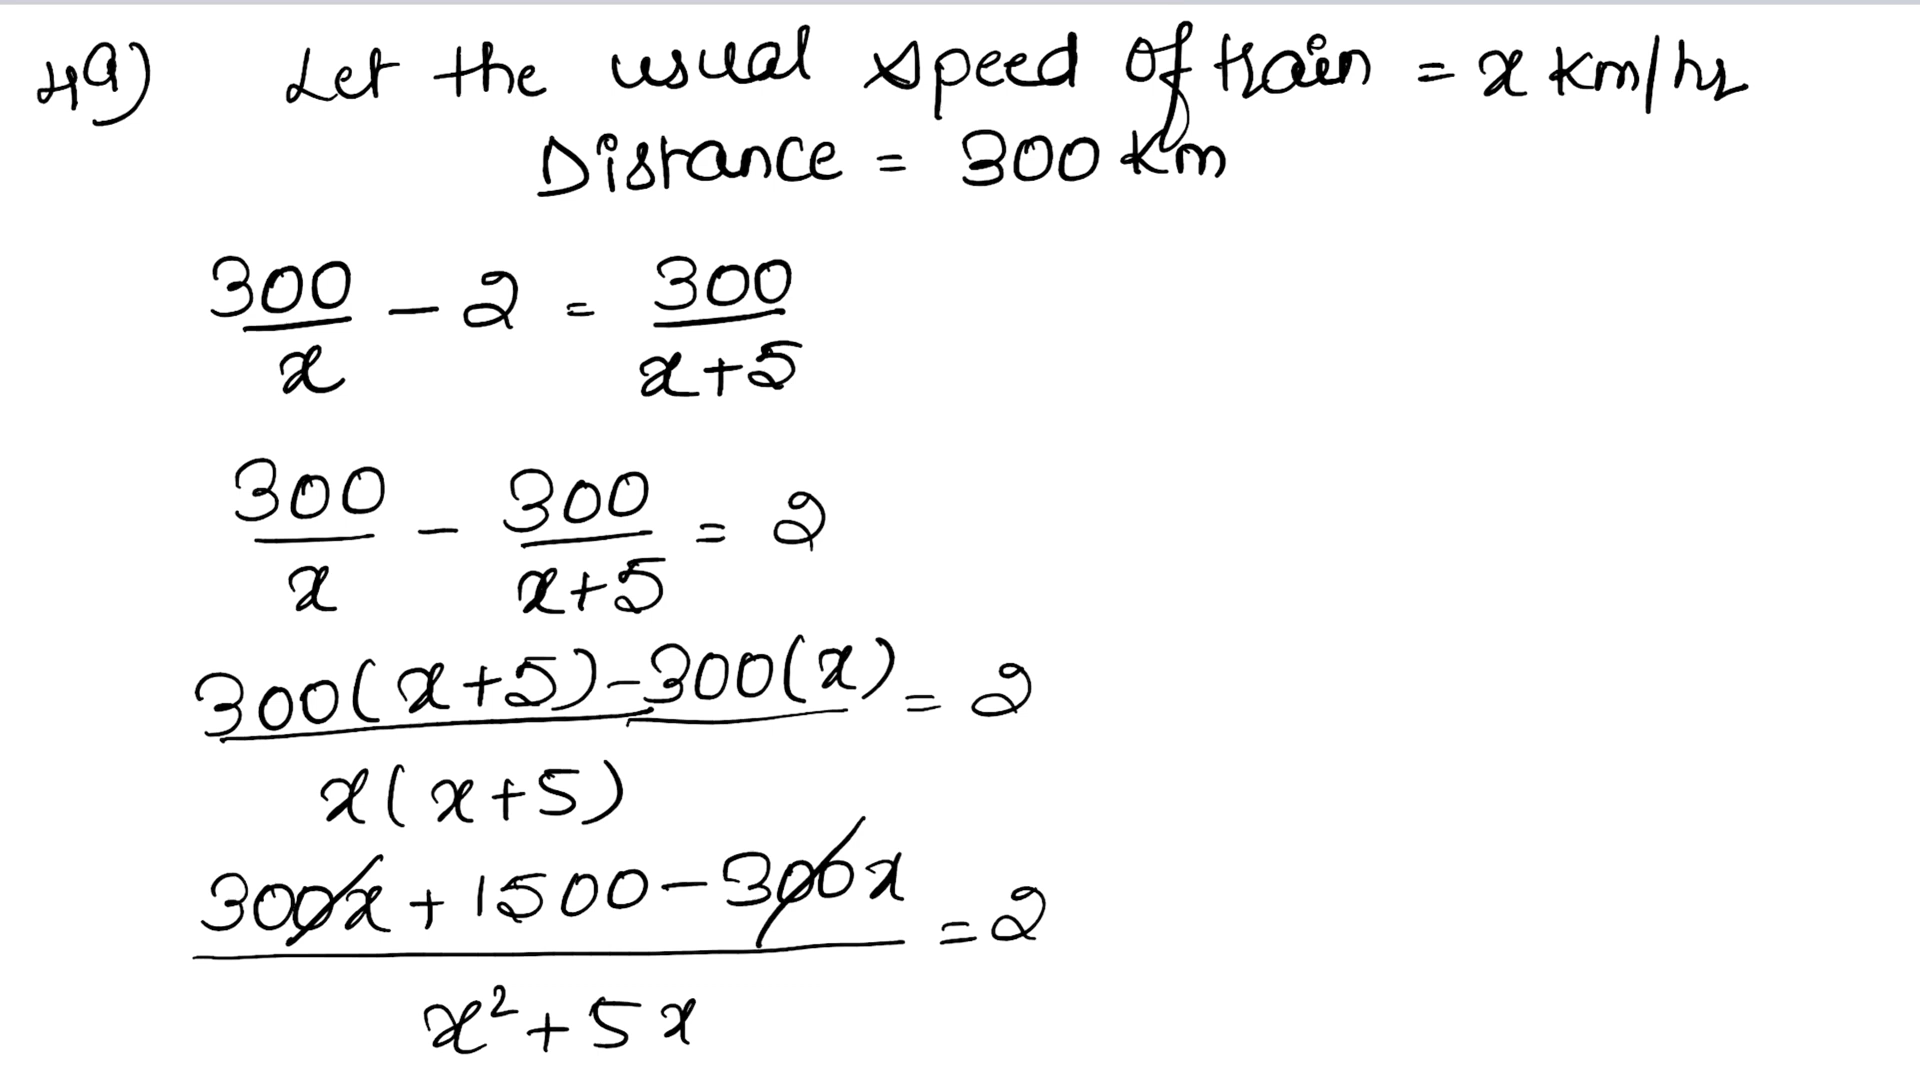 49) Let the usual speed of train = x km/hr
Distance = 300 km
300/x - 2 = 300/x+5
300/x - 300/x+5 = 2
300(x+5)-300(x)/x(x+5) = 2
300x + 1500 - 300x/x²+5x = 2